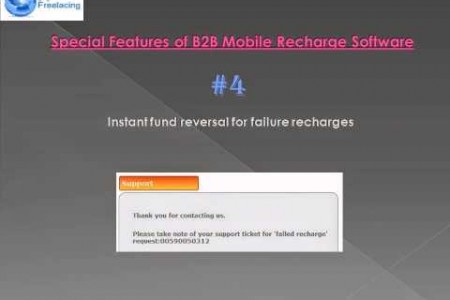 Freelacing
Special Features of B2B Mobile Recharge Software
#4
Instant fund reversal for failure recharges
Support
Thank you for contacting us.
Please take note of your support ticket for 'failed recharge'
request:00590050312